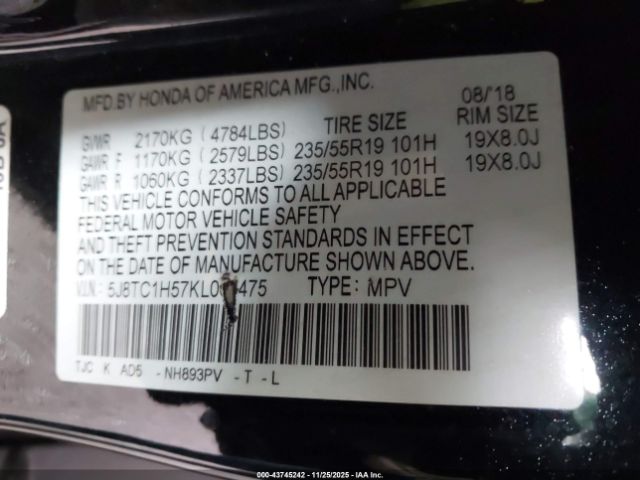 MFD.BY HONDA OF AMERICA MFG.,INC. 08/'18
GVWR 2170KG (4784LBS) TIRE SIZE RIM SIZE
GAWR F 1170KG (2579LBS) 235/55R19 101H 19X8.0J
GAWR R 1060KG (2337LBS) 235/55R19 101H 19X8.0J
THIS VEHICLE CONFORMS TO ALL APPLICABLE
FEDERAL MOTOR VEHICLE SAFETY
AND THEFT PREVENTION STANDARDS IN EFFECT
ON THE DATE OF MANUFACTURE SHOWN ABOVE.
V.I.N.: TYPE: MPV
TJC K AD5 -NH893PV -T -L
000-43745242 - 11/25/2025 - IAA Inc.